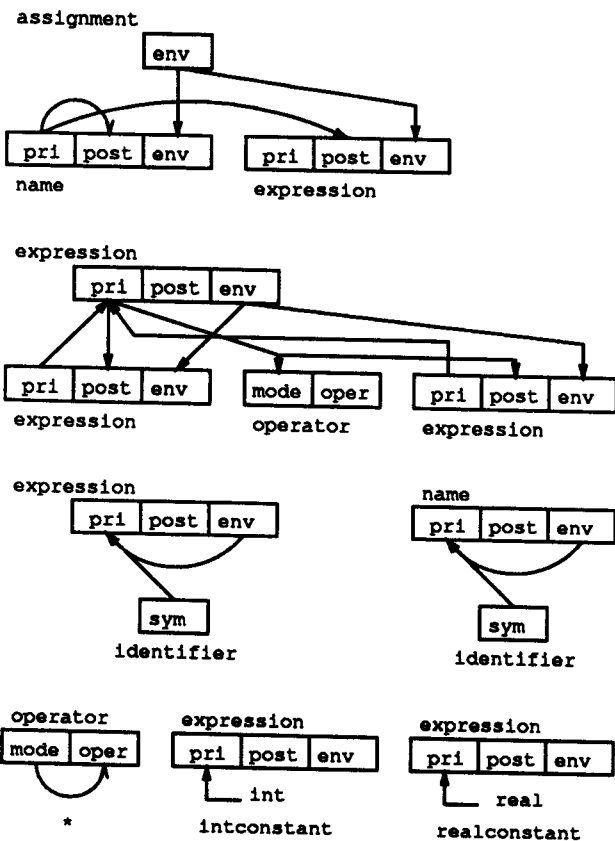 assignment
env
pri post env pri post env
name expression
expression
pri post env
pri post env mode oper pri post env
expression operator expression
expression name
pri post env pri post env
sym sym
identifier identifier
operator expression expression
mode oper pri post env pri post env
int real
* intconstant realconstant